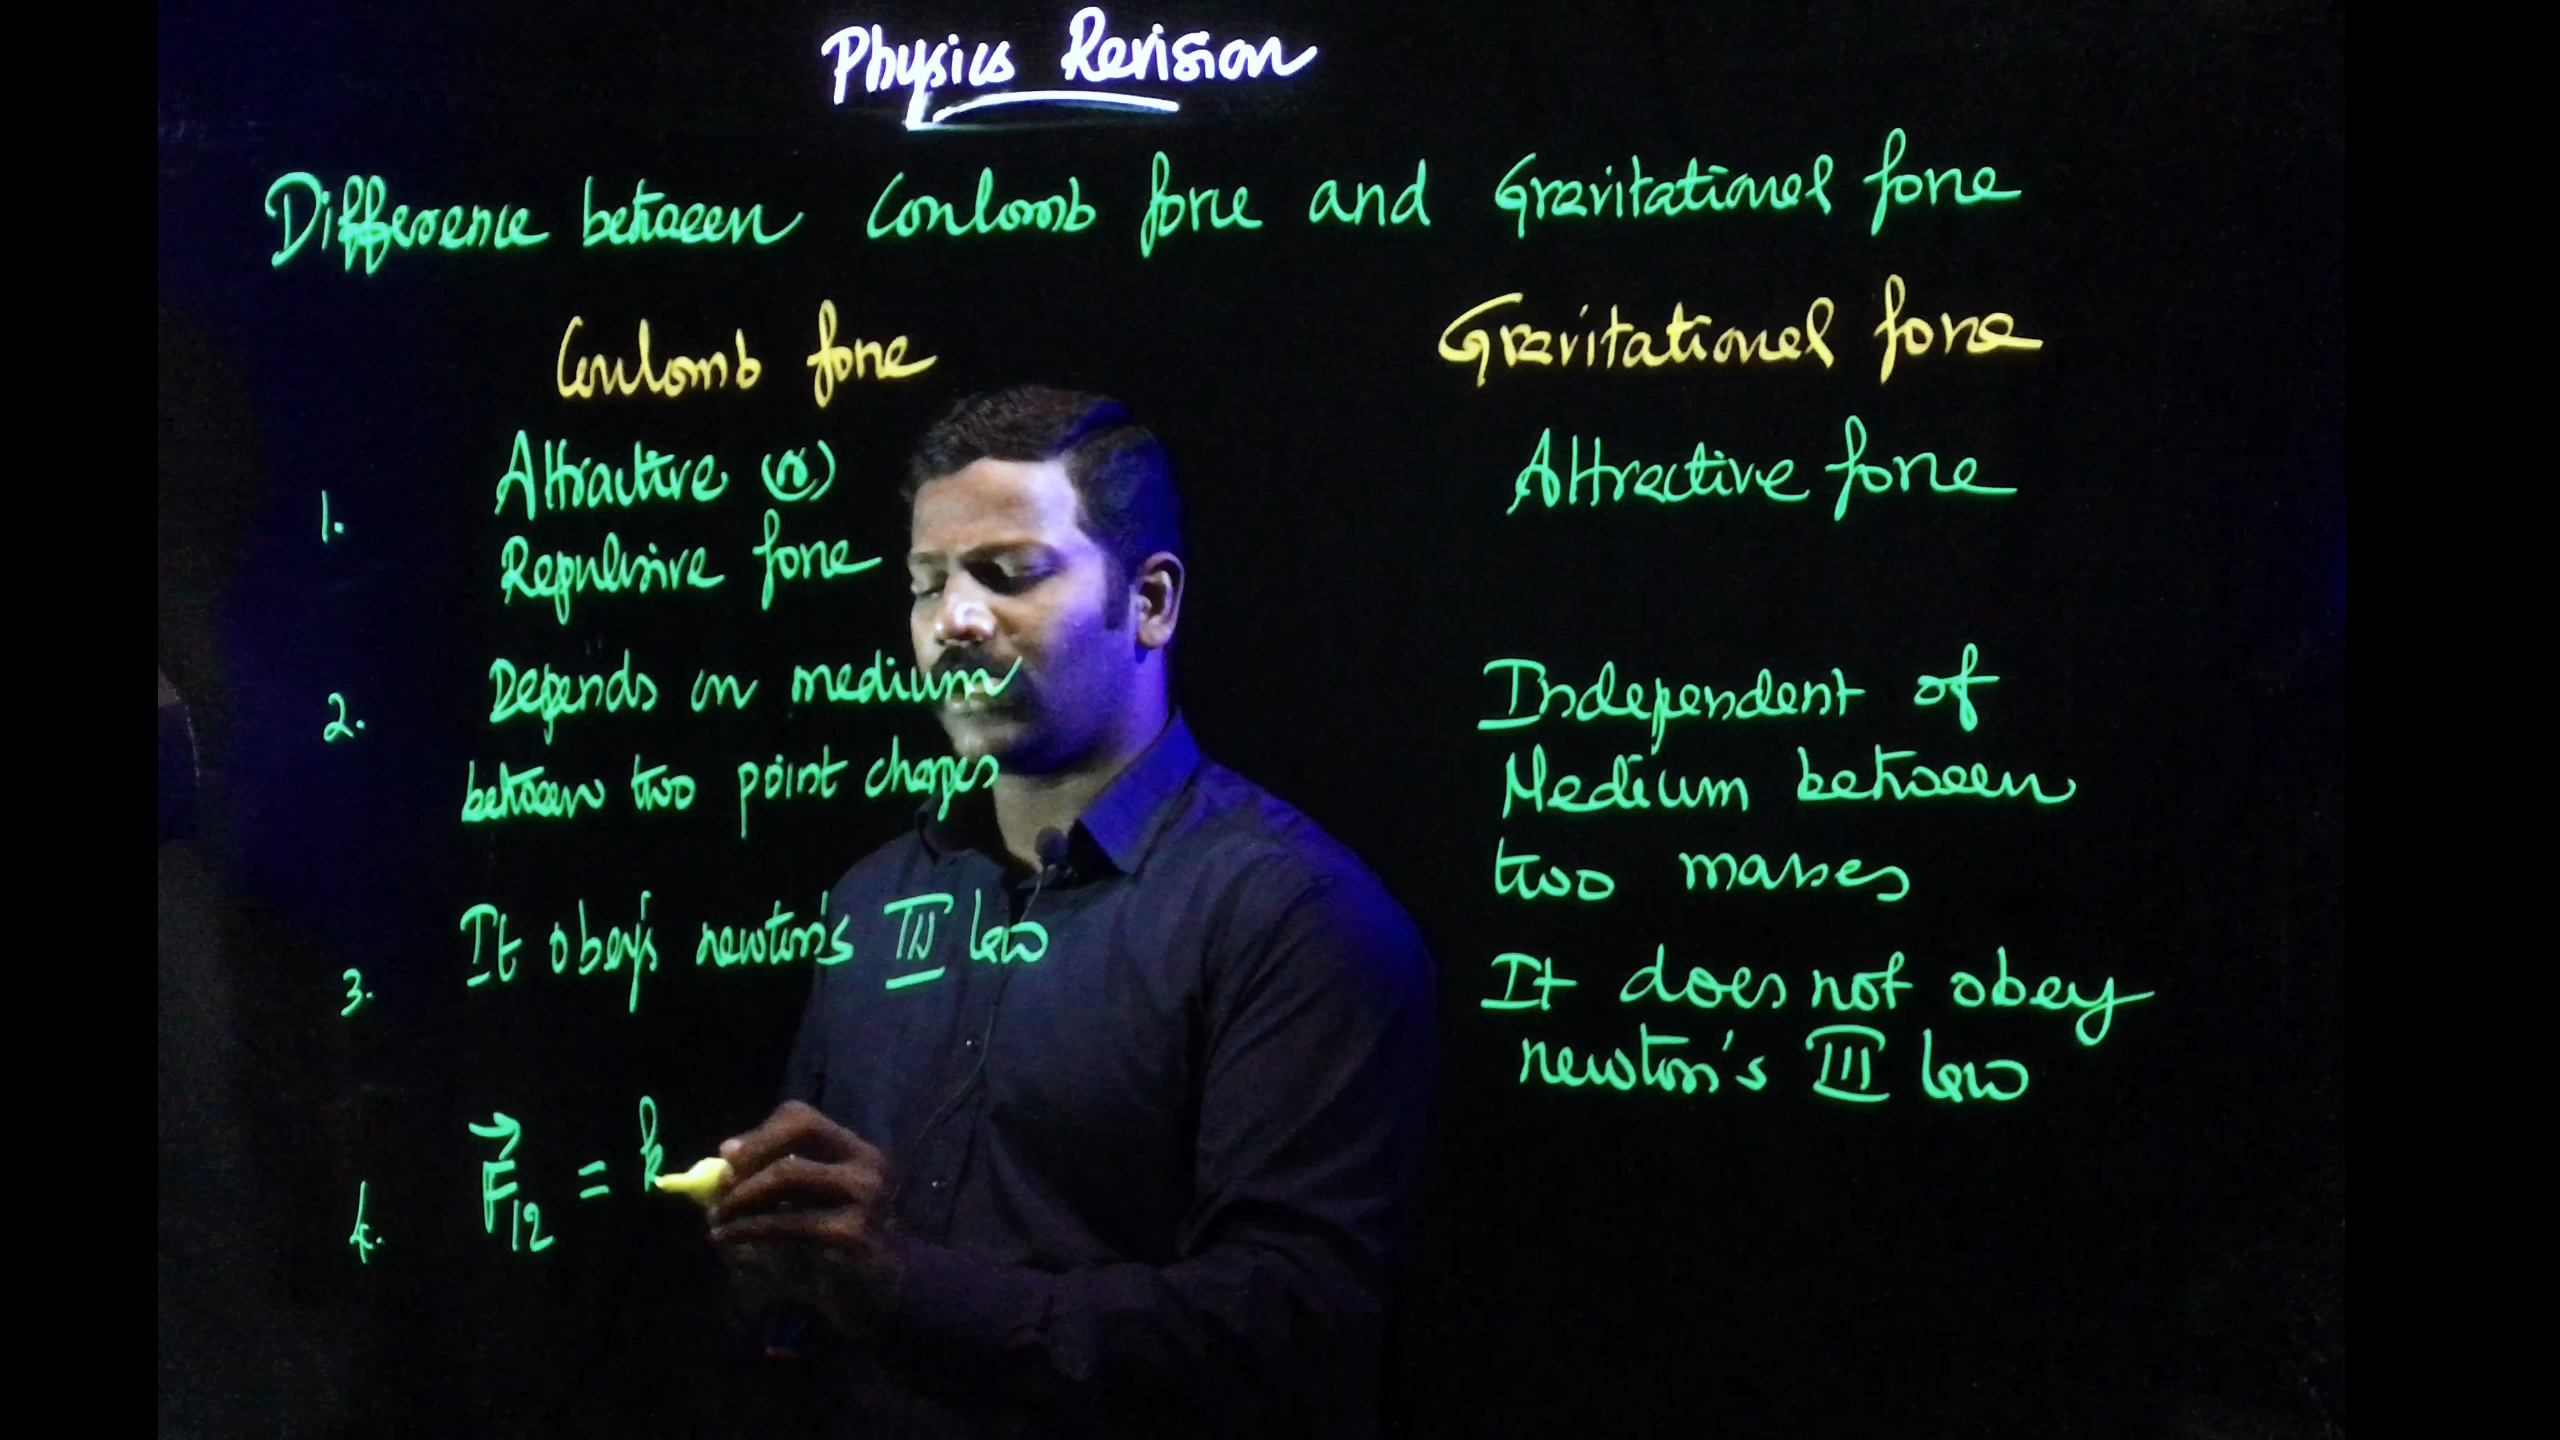 Physics Revision
Difference between Coulomb force and Gravitational force
Coulomb force
Gravitational force
1.
Attractive (or)
Repulsive force
Attractive force
2.
Depends on medium
between two point charges
Independent of
Medium between
two masses
3.
It obey's newton's III law
It does not obey
newton's III law
4.
F⃗₁₂ = k